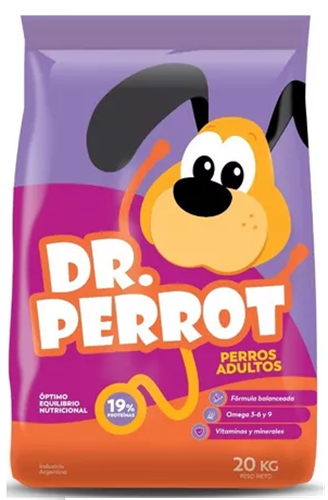 DR.
PERROT
PERROS
ADULTOS
ÓPTIMO
EQUILIBRIO
NUTRICIONAL
19%
PROTEÍNAS
Fórmula balanceada
Omega 3-6 y 9
Vitaminas y minerales
Industria
Argentina
20 KG
PESO NETO